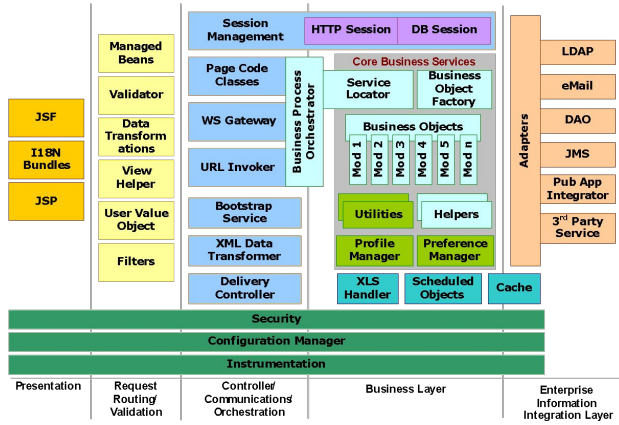 Session
Management
HTTP Session
DB Session
Managed
Beans
Validator
Data
Transform
ations
View
Helper
User Value
Object
Filters
JSF
I18N
Bundles
JSP
Page Code
Classes
WS Gateway
URL Invoker
Bootstrap
Service
XML Data
Transformer
Delivery
Controller
Business Process
Orchestrator
Core Business Services
Service
Locator
Business
Object
Factory
Business Objects
Mod 1
Mod 2
Mod 3
Mod 4
Mod 5
Mod n
Utilities
Helpers
Profile
Manager
Preference
Manager
XLS
Handler
Scheduled
Objects
Cache
Adapters
LDAP
eMail
DAO
JMS
Pub App
Integrator
3rd Party
Service
Security
Configuration Manager
Instrumentation
Presentation
Request
Routing/
Validation
Controller/
Communications/
Orchestration
Business Layer
Enterprise
Information
Integration Layer